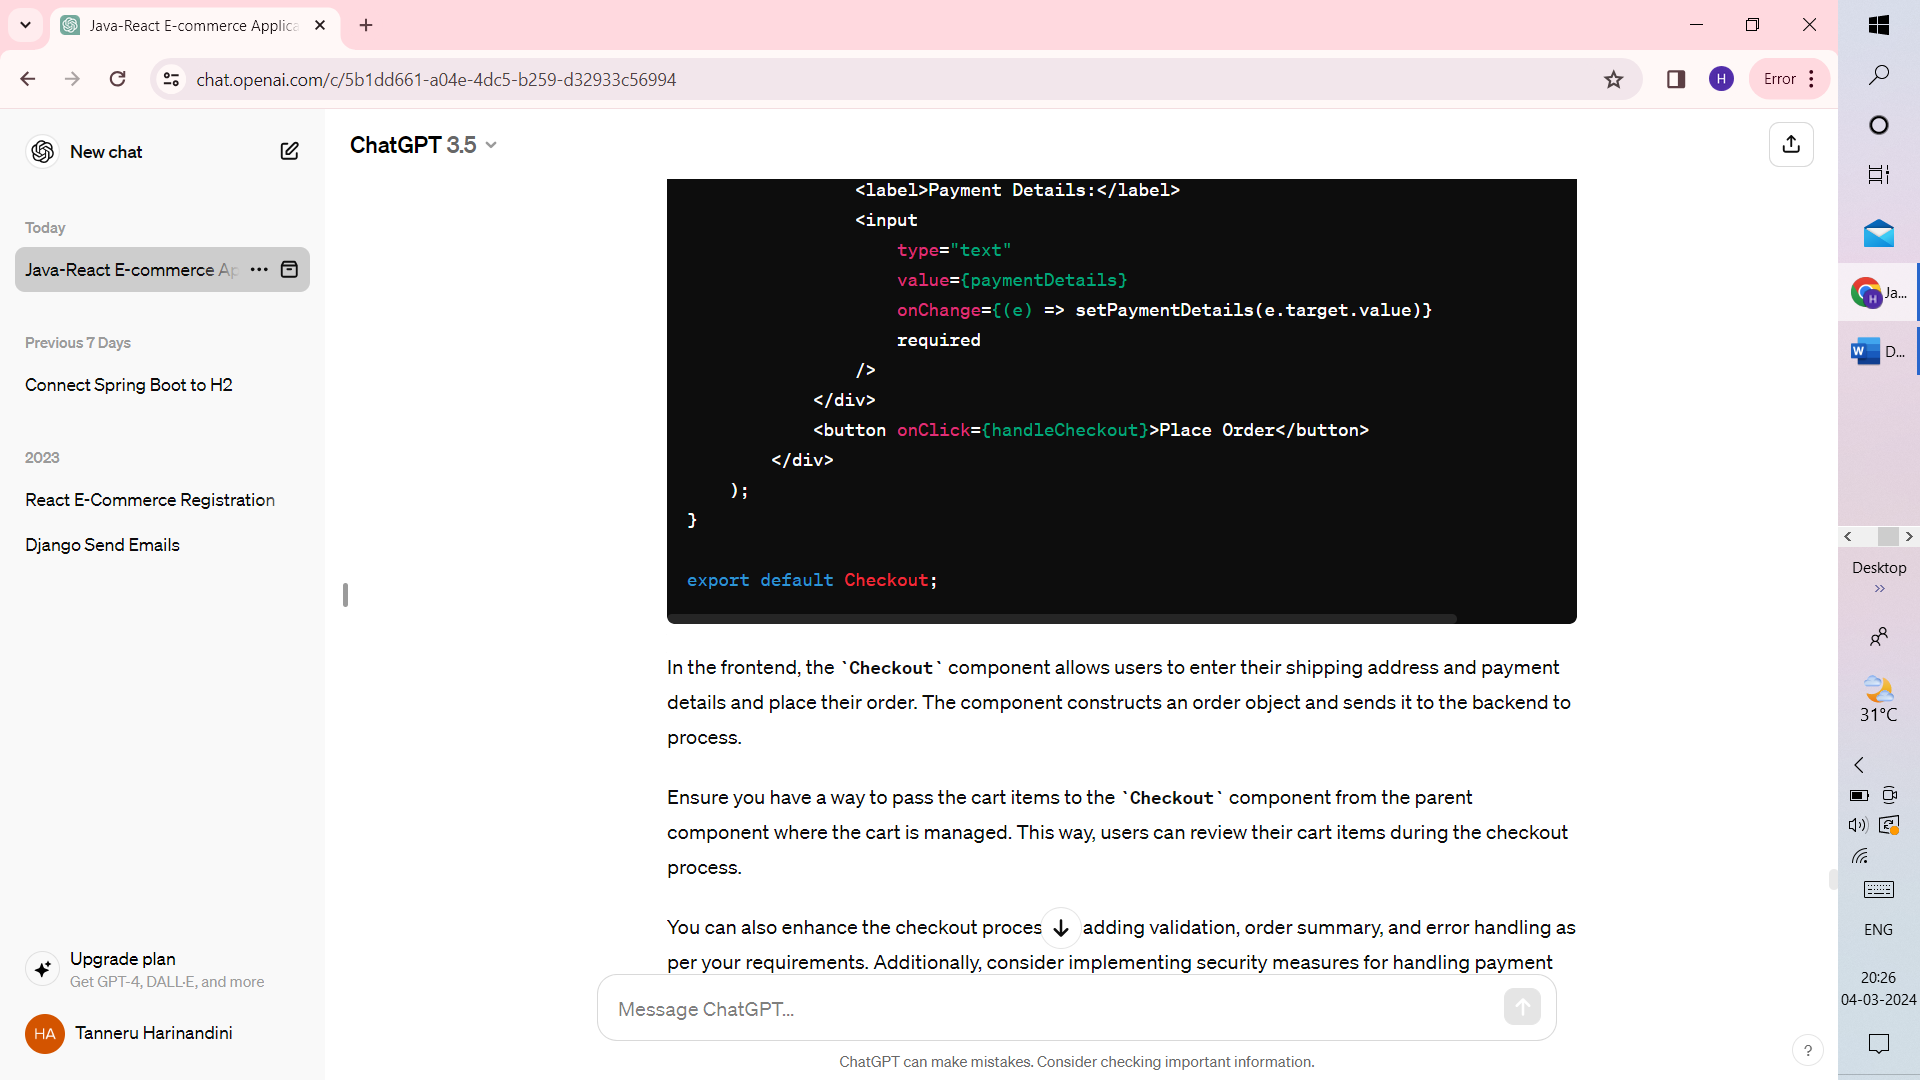 Java-React E-commerce Applica
chat.openai.com/c/5b1dd661-a04e-4dc5-b259-d32933c56994
H
Error
New chat
Today
Java-React E-commerce Ap
Previous 7 Days
Connect Spring Boot to H2
2023
React E-Commerce Registration
Django Send Emails
Upgrade plan
Get GPT-4, DALL·E, and more
HA
Tanneru Harinandini
ChatGPT 3.5
<label>Payment Details:</label>
<input
type="text"
value={paymentDetails}
onChange={(e) => setPaymentDetails(e.target.value)}
required
/>
</div>
<button onClick={handleCheckout}>Place Order</button>
</div>
);
}
export default Checkout;
In the frontend, the `Checkout` component allows users to enter their shipping address and payment
details and place their order. The component constructs an order object and sends it to the backend to
process.
Ensure you have a way to pass the cart items to the `Checkout` component from the parent
component where the cart is managed. This way, users can review their cart items during the checkout
process.
You can also enhance the checkout proces adding validation, order summary, and error handling as
per your requirements. Additionally, consider implementing security measures for handling payment
Message ChatGPT...
ChatGPT can make mistakes. Consider checking important information.
?
H
Ja...
W
D...
Desktop
31°C
ENG
20:26
04-03-2024